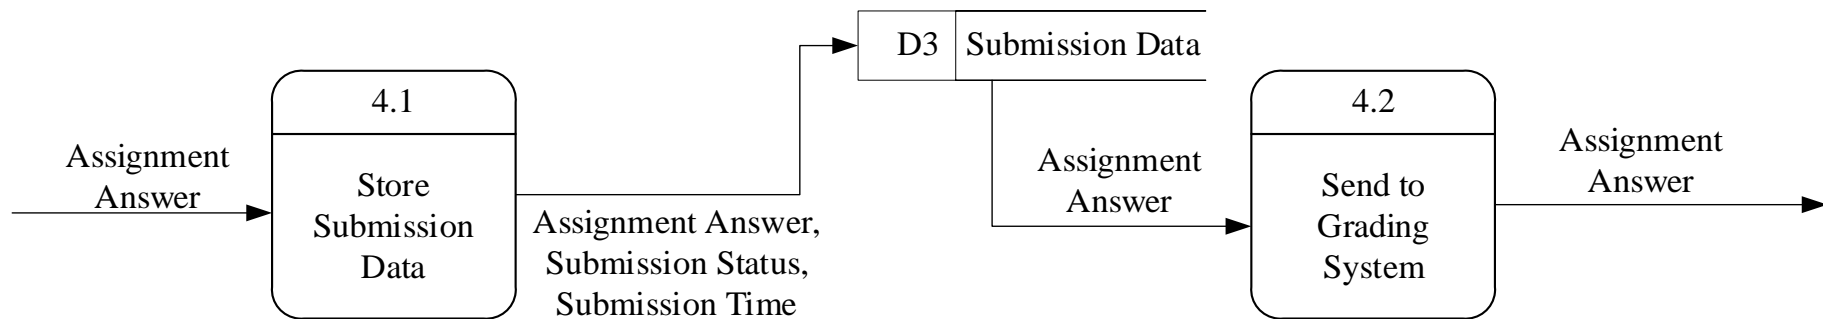 Assignment
Answer
4.1
Store
Submission
Data
Assignment Answer,
Submission Status,
Submission Time
D3 Submission Data
Assignment
Answer
4.2
Send to
Grading
System
Assignment
Answer